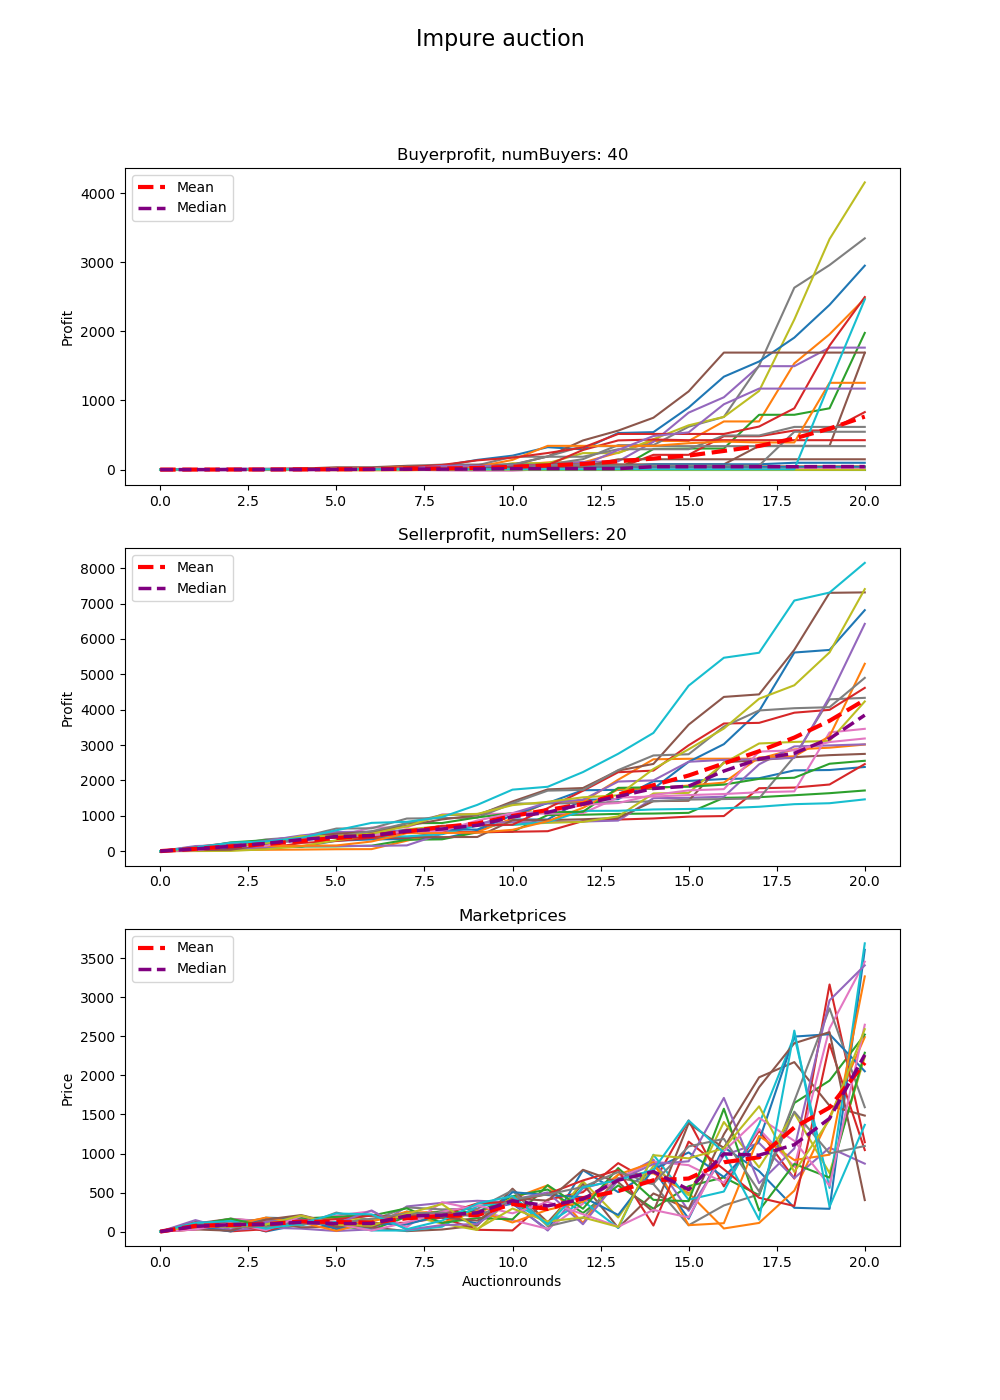 Impure auction
Buyerprofit, numBuyers: 40
Mean
Median
Profit
4000
3000
2000
1000
0
0.0 2.5 5.0 7.5 10.0 12.5 15.0 17.5 20.0
Sellerprofit, numSellers: 20
Mean
Median
Profit
8000
7000
6000
5000
4000
3000
2000
1000
0
0.0 2.5 5.0 7.5 10.0 12.5 15.0 17.5 20.0
Marketprices
Mean
Median
Price
3500
3000
2500
2000
1500
1000
500
0
0.0 2.5 5.0 7.5 10.0 12.5 15.0 17.5 20.0
Auctionrounds